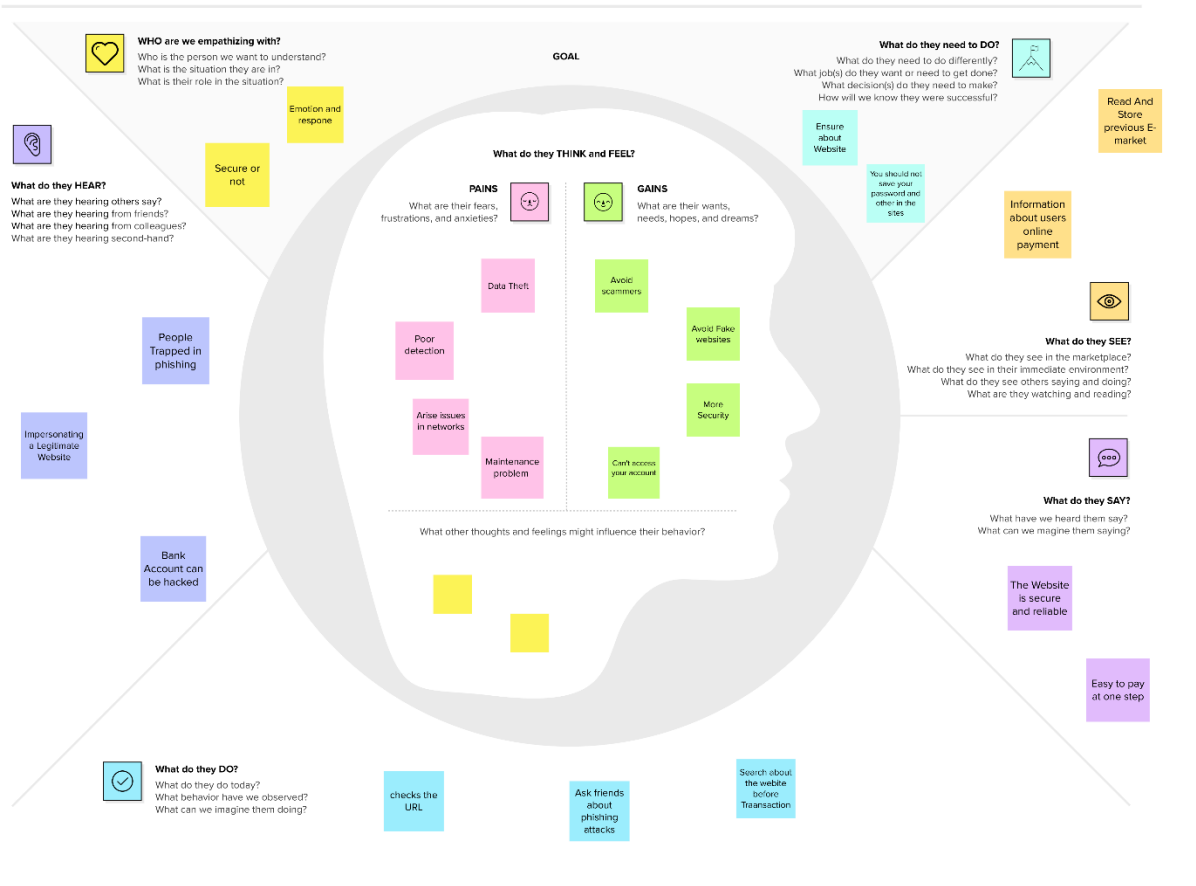 WHO are we empathizing with?
Who is the person we want to understand?
What is the situation they are in?
What is their role in the situation?
Emotion and
respone
Secure or
not
GOAL
What do they need to DO?
What do they need to do differently?
What job(s) do they want or need to get done?
What decision(s) do they need to make?
How will we know they were successful?
Ensure
about
Website
You should not
save your
password and
other in the
sites
Read And
Store
previous E-
market
Information
about users
online
payment
What do they SEE?
What do they see in the marketplace?
What do they see in their immediate environment?
What do they see others saying and doing?
What are they watching and reading?
What do they HEAR?
What are they hearing others say?
What are they hearing from friends?
What are they hearing from colleagues?
What are they hearing second-hand?
People
Trapped in
phishing
Impersonating
a Legitimate
Website
Bank
Account can
be hacked
What do they THINK and FEEL?
PAINS
What are their fears,
frustrations, and anxieties?
Data Theft
Poor
detection
Arise issues
in networks
Maintenance
problem
GAINS
What are their wants,
needs, hopes, and dreams?
Avoid
scammers
Avoid Fake
websites
More
Security
Can't access
your account
What other thoughts and feelings might influence their behavior?
What do they SAY?
What have we heard them say?
What can we magine them saying?
The Website
is secure
and reliable
Easy to pay
at one step
What do they DO?
What do they do today?
What behavior have we observed?
What can we imagine them doing?
checks the
URL
Ask friends
about
phishing
attacks
Search about
the webite
before
Traansaction